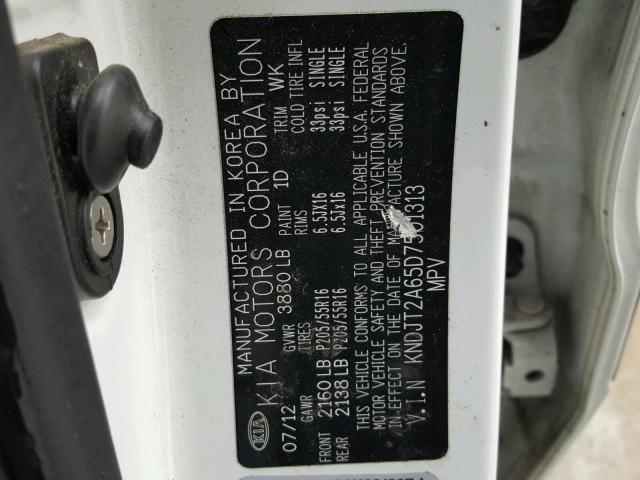 KIA
MANUFACTURED IN KOREA BY
KIA MOTORS CORPORATION
07/12 GVWR 3880 LB PAINT 1D TRIM WK
GAWR TIRES RIMS COLD TIRE INFL
FRONT 2160 LB P205/55R16 6.5JX16 33psi SINGLE
REAR 2138 LB P205/55R16 6.5JX16 33psi SINGLE
THIS VEHICLE CONFORMS TO ALL APPLICABLE U.S.A. FEDERAL
MOTOR VEHICLE SAFETY AND THEFT PREVENTION STANDARDS
IN EFFECT ON THE DATE OF MANUFACTURE SHOWN ABOVE.
V.I.N KNDJT2A65D7501313
MPV